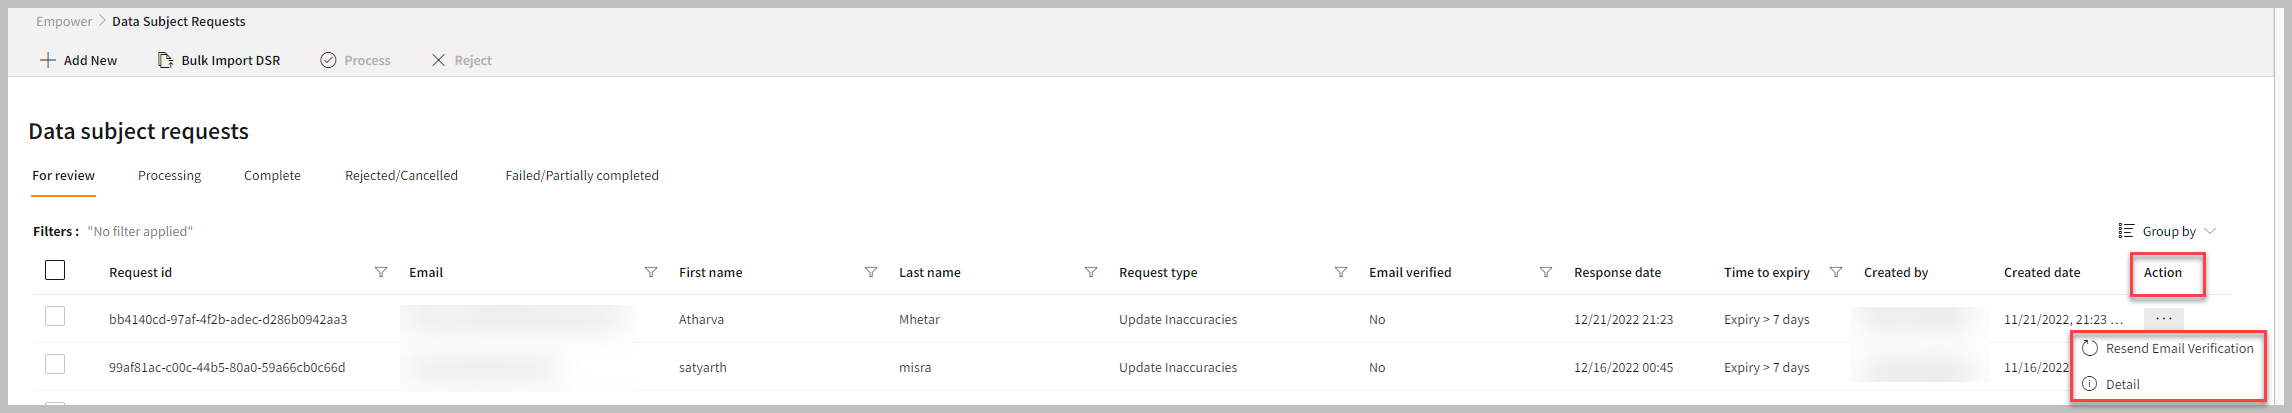 Empower > Data Subject Requests
Add New Bulk Import DSR Process Reject
Data subject requests
For review Processing Complete Rejected/Cancelled Failed/Partially completed
Filters : "No filter applied" Group by
Request id Email First name Last name Request type Email verified Response date Time to expiry Created by Created date Action
bb4140cd-97af-4f2b-adec-d286b0942aa3 Atharva Mhetar Update Inaccuracies No 12/21/2022 21:23 Expiry > 7 days 11/21/2022, 21:23 ... ...
Resend Email Verification
99af81ac-c00c-44b5-80a0-59a66cb0c66d satyarth misra Update Inaccuracies No 12/16/2022 00:45 Expiry > 7 days 11/16/2022
Detail